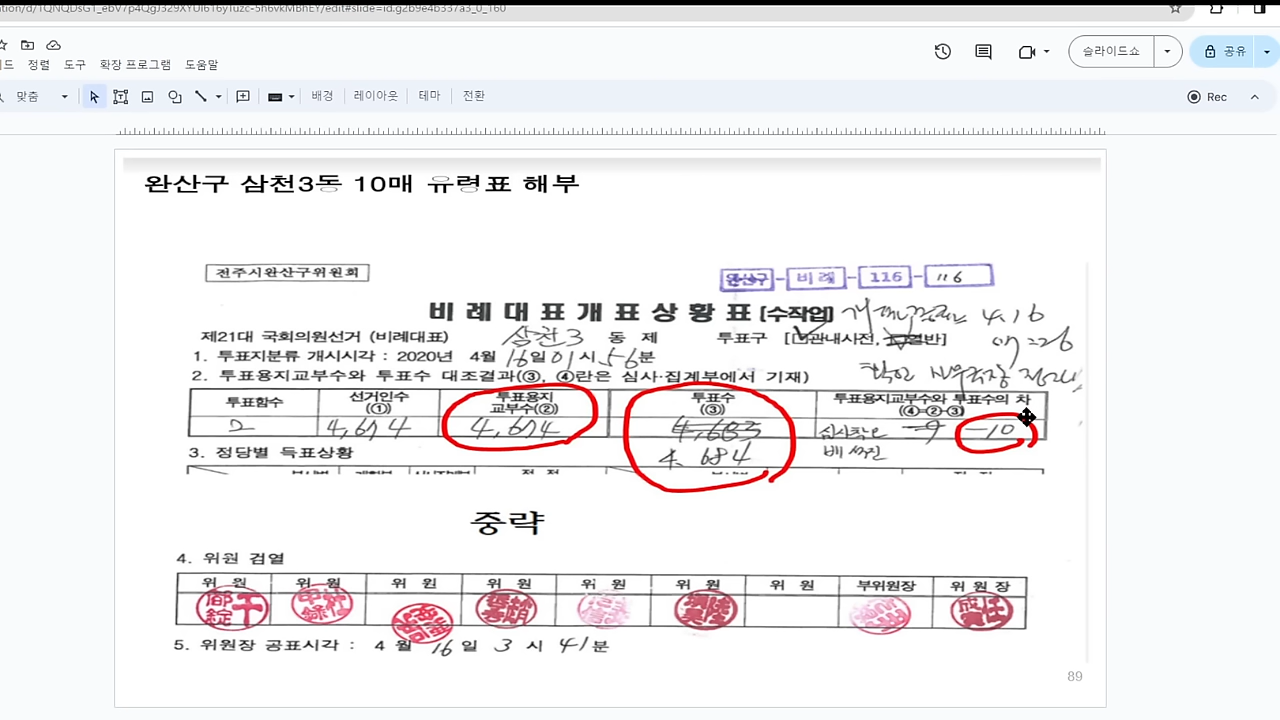 정렬 도구 확장 프로그램 도움말
슬라이드쇼
공유
맞춤
배경 레이아웃 테마 전환
Rec
완산구 삼천3동 10매 유령표 해부
전주시완산구위원회
완산구 - 비례 - 116 - 116
비례대표개표상황표 [수작업]
4.16
제21대 국회의원선거 (비례대표) 삼천3 동 제 투표구
1. 투표지분류 개시시각 : 2020년 4월 16일 01시 56분
2. 투표용지교부수와 투표수 대조결과(③, ④란은 심사·집계부에서 기재)
투표함수 선거인수 (①) 투표용지 교부수(②) 투표수 (③) 투표용지교부수와 투표수의 차 (④=②-③)
2 4,674 4,674 4,683 -9 -10
4,684
3. 정당별 득표상황
중략
4. 위원 검열
위 원 위 원 위 원 위 원 위 원 위 원 위 원 부위원장 위 원 장
5. 위원장 공표시각 : 4 월 16 일 3 시 41 분
89